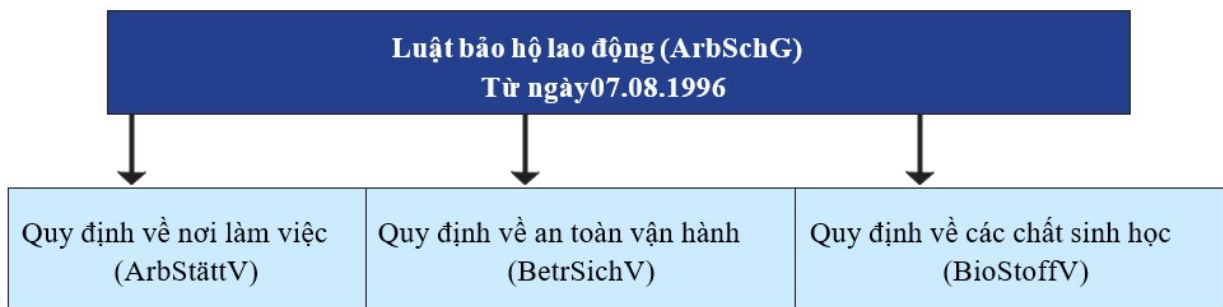 Luật bảo hộ lao động (ArbSchG)
Từ ngày07.08.1996
Quy định về nơi làm việc
(ArbStättV)
Quy định về an toàn vận hành
(BetrSichV)
Quy định về các chất sinh học
(BioStoffV)